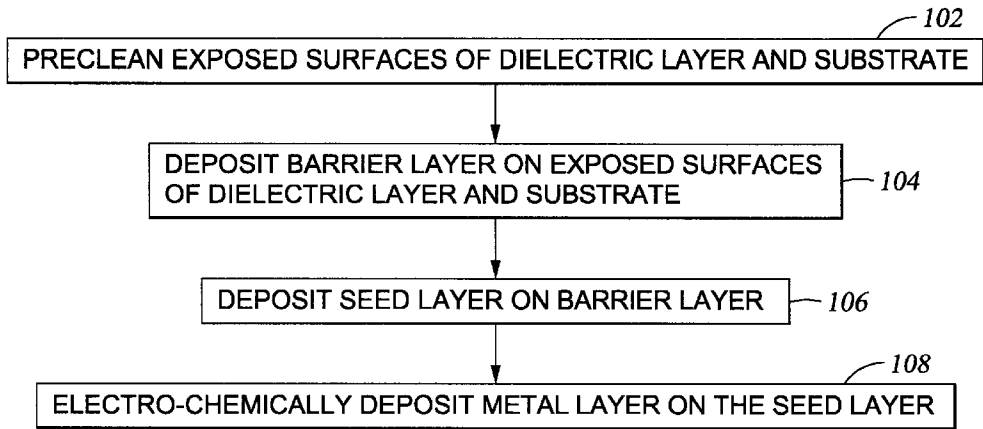 102
PRECLEAN EXPOSED SURFACES OF DIELECTRIC LAYER AND SUBSTRATE
DEPOSIT BARRIER LAYER ON EXPOSED SURFACES
OF DIELECTRIC LAYER AND SUBSTRATE
104
DEPOSIT SEED LAYER ON BARRIER LAYER
106
108
ELECTRO-CHEMICALLY DEPOSIT METAL LAYER ON THE SEED LAYER